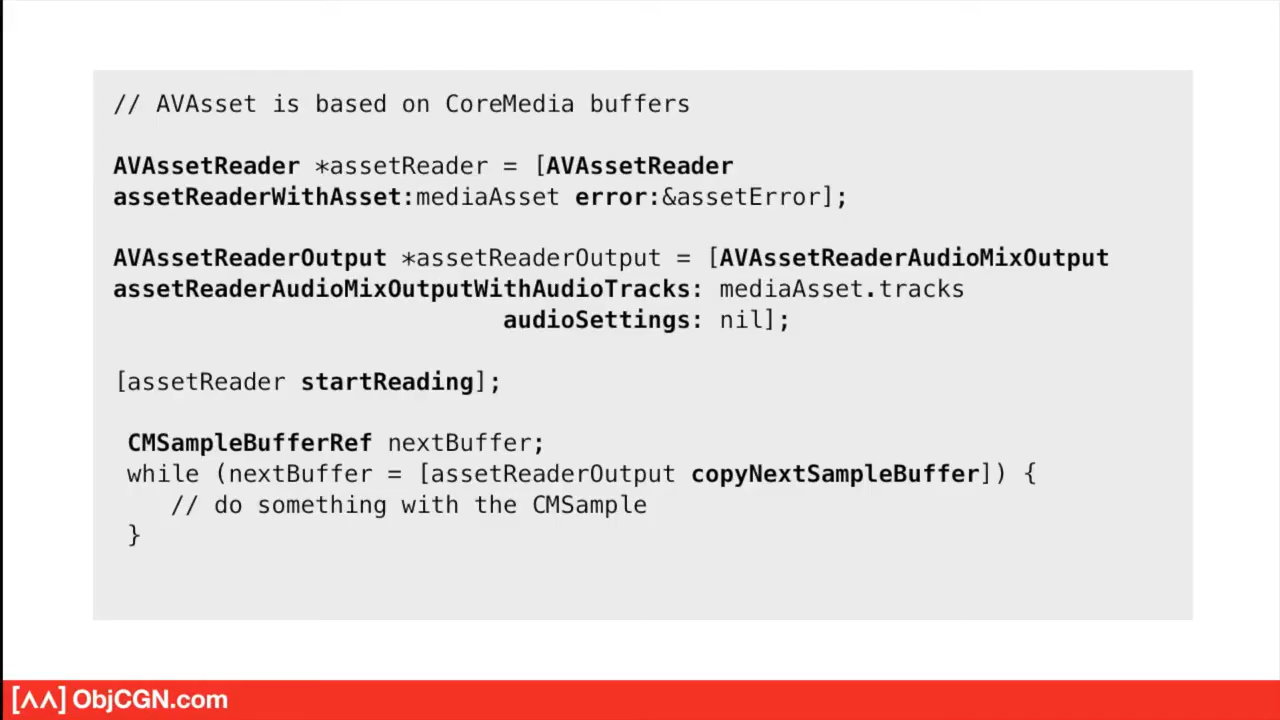 // AVAsset is based on CoreMedia buffers
AVAssetReader *assetReader = [AVAssetReader
assetReaderWithAsset:mediaAsset error:&assetError];
AVAssetReaderOutput *assetReaderOutput = [AVAssetReaderAudioMixOutput
assetReaderAudioMixOutputWithAudioTracks: mediaAsset.tracks
audioSettings: nil];
[assetReader startReading];
CMSampleBufferRef nextBuffer;
while (nextBuffer = [assetReaderOutput copyNextSampleBuffer]) {
// do something with the CMSample
}
[ʌʌ] ObjCGN.com